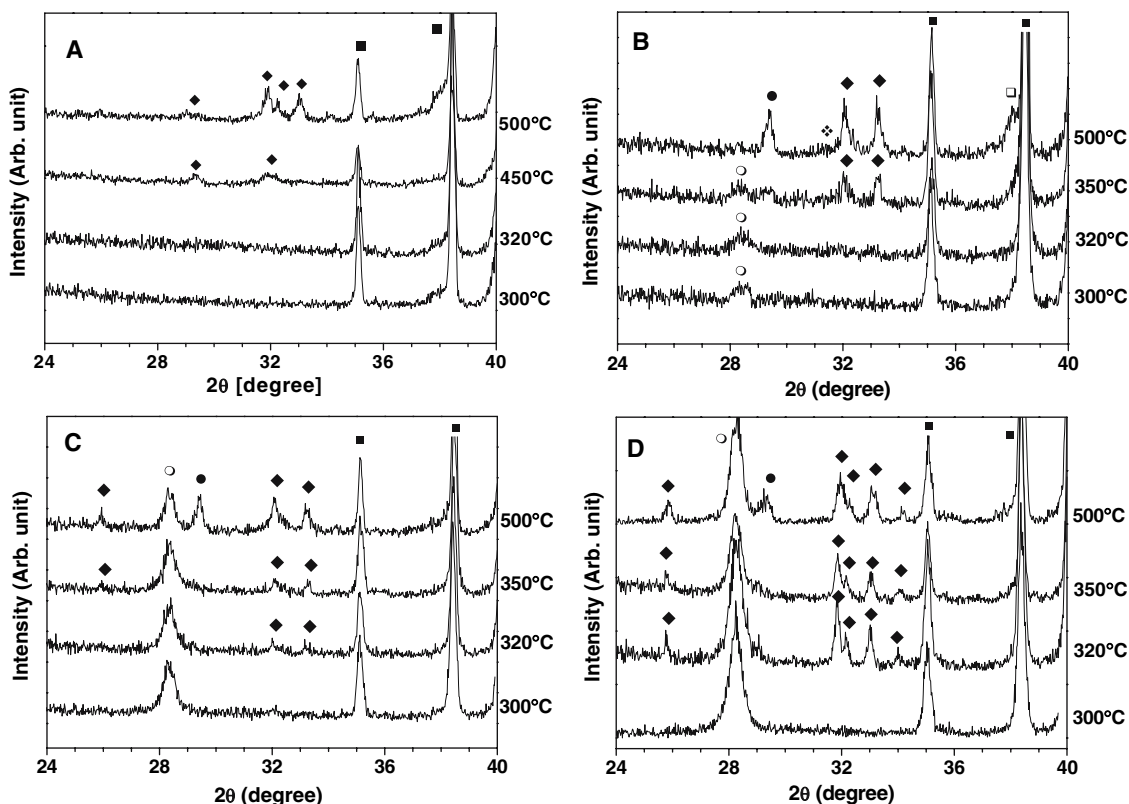 A
500°C
450°C
320°C
300°C
Intensity (Arb. unit)
24 28 32 36 40
2θ [degree]
B
500°C
350°C
320°C
300°C
Intensity (Arb. unit)
24 28 32 36 40
2θ (degree)
C
500°C
350°C
320°C
300°C
Intensity (Arb. unit)
24 28 32 36 40
2θ (degree)
D
500°C
350°C
320°C
300°C
Intensity (Arb. unit)
24 28 32 36 40
2θ (degree)